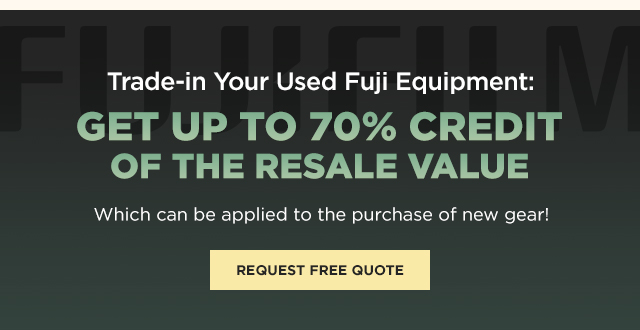 FUJIFILM
Trade-in Your Used Fuji Equipment:
GET UP TO 70% CREDIT
OF THE RESALE VALUE
Which can be applied to the purchase of new gear!
REQUEST FREE QUOTE